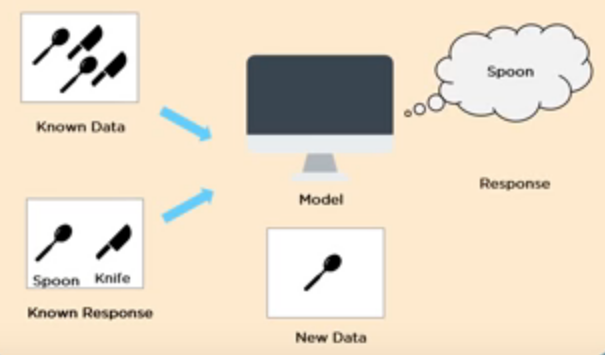 Known Data
Spoon Knife
Known Response
Model
New Data
Spoon
Response